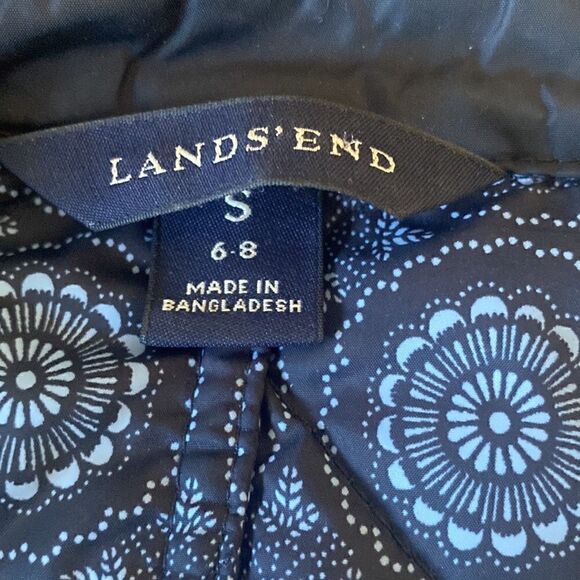 LANDS' END
S
6-8
MADE IN
BANGLADESH